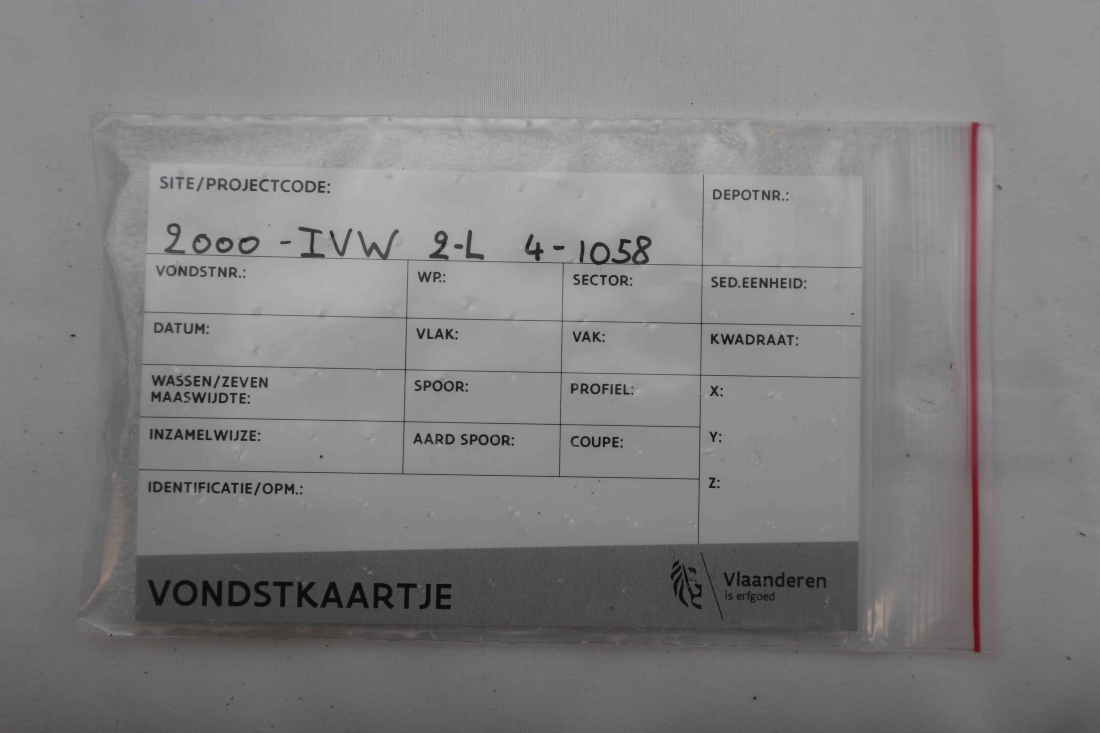 SITE/PROJECTCODE:
DEPOTNR.:
2000 - IVW 2-L 4-1058
VONDSTNR.:
WP.:
SECTOR:
SED.EENHEID:
DATUM:
VLAK:
VAK:
KWADRAAT:
WASSEN/ZEVEN
MAASWIJDTE:
SPOOR:
PROFIEL:
X:
INZAMELWIJZE:
AARD SPOOR:
COUPE:
Y:
IDENTIFICATIE/OPM.:
Z:
VONDSTKAARTJE
Vlaanderen
is erfgoed